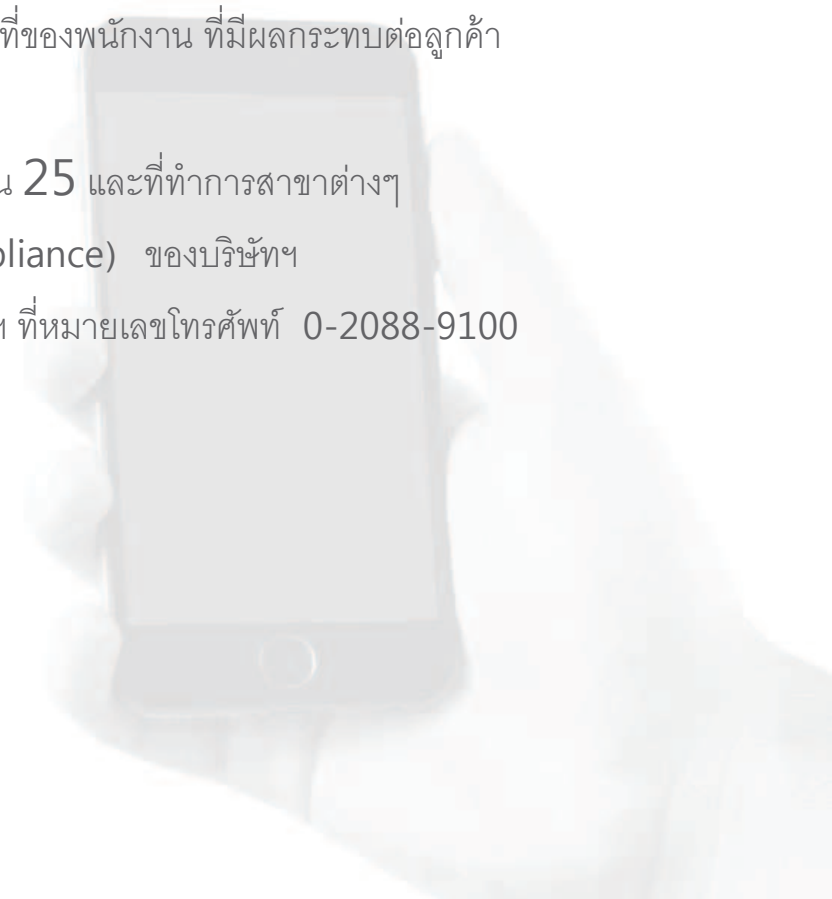 ที่ของพนักงาน ที่มีผลกระทบต่อลูกค้า
25 และที่ทำการสาขาต่างๆ
pliance) ของบริษัทฯ
ที่หมายเลขโทรศัพท์ 0-2088-9100